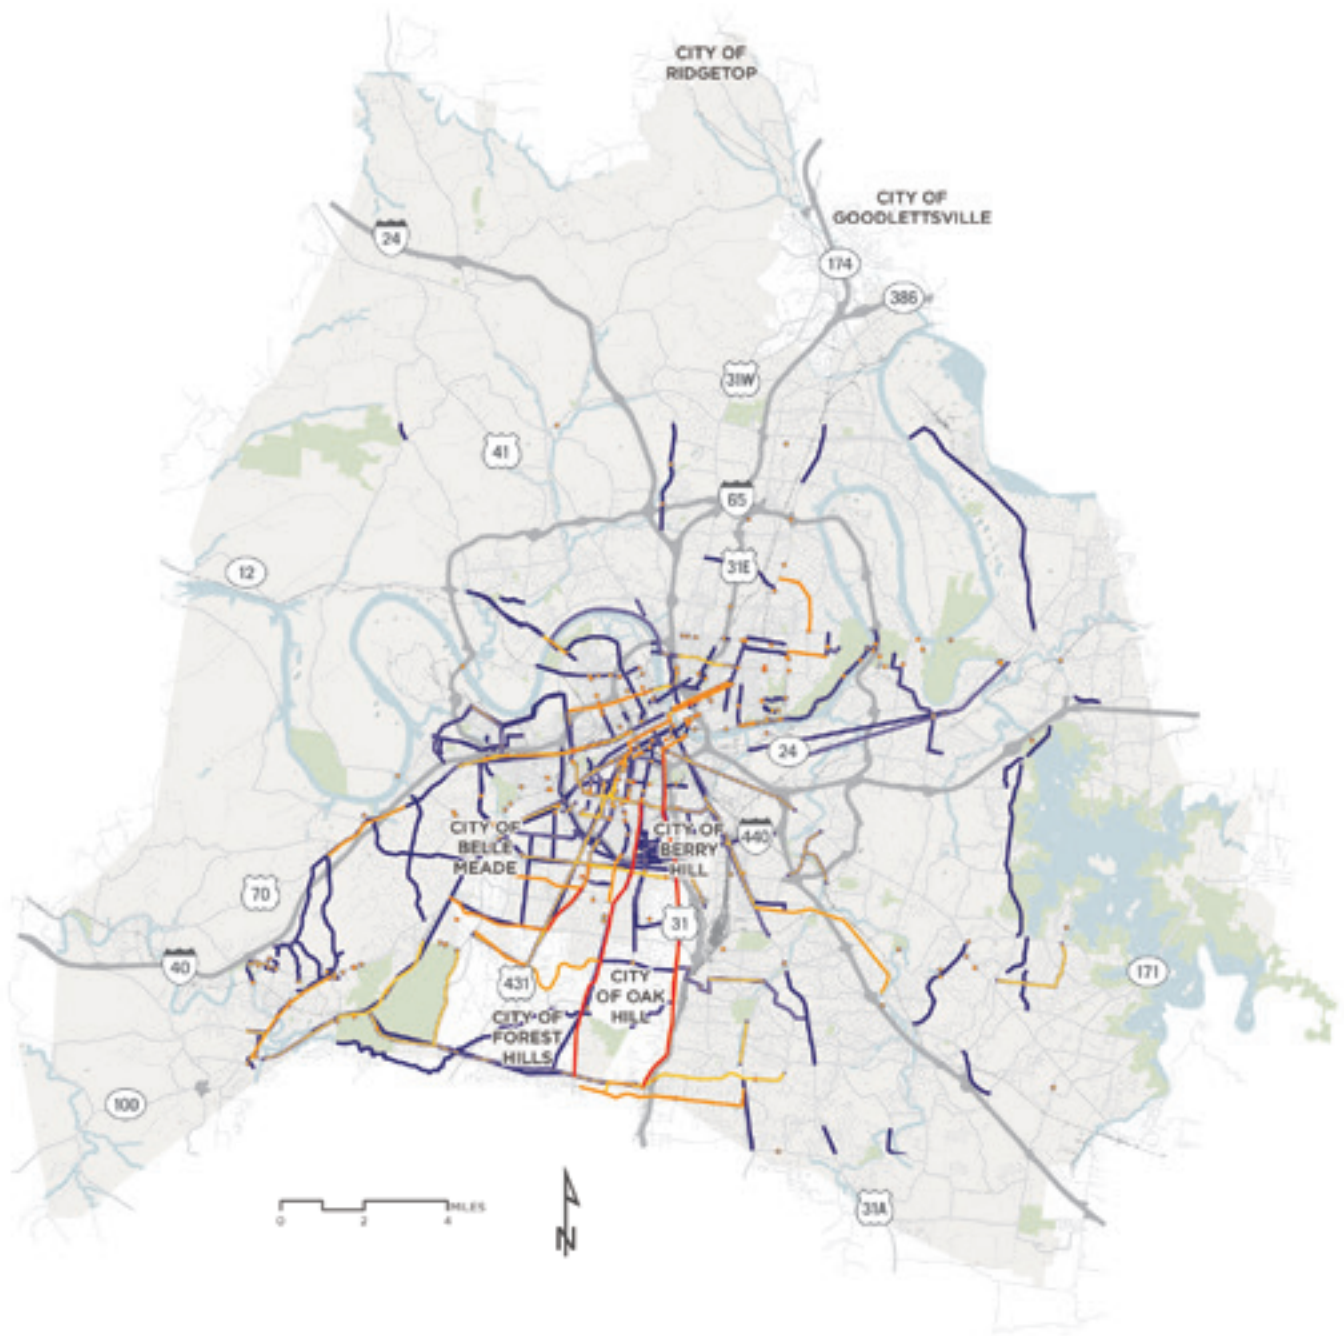 CITY OF
RIDGETOP
CITY OF
GOODLETTSVILLE
24
174
386
31W
41
65
12
31E
24
CITY OF
BELLE
MEADE
CITY OF
BERRY
HILL
440
70
31
40
431
CITY
OF OAK
HILL
171
CITY OF
FOREST
HILLS
100
0
2
4
MILES
N
31A